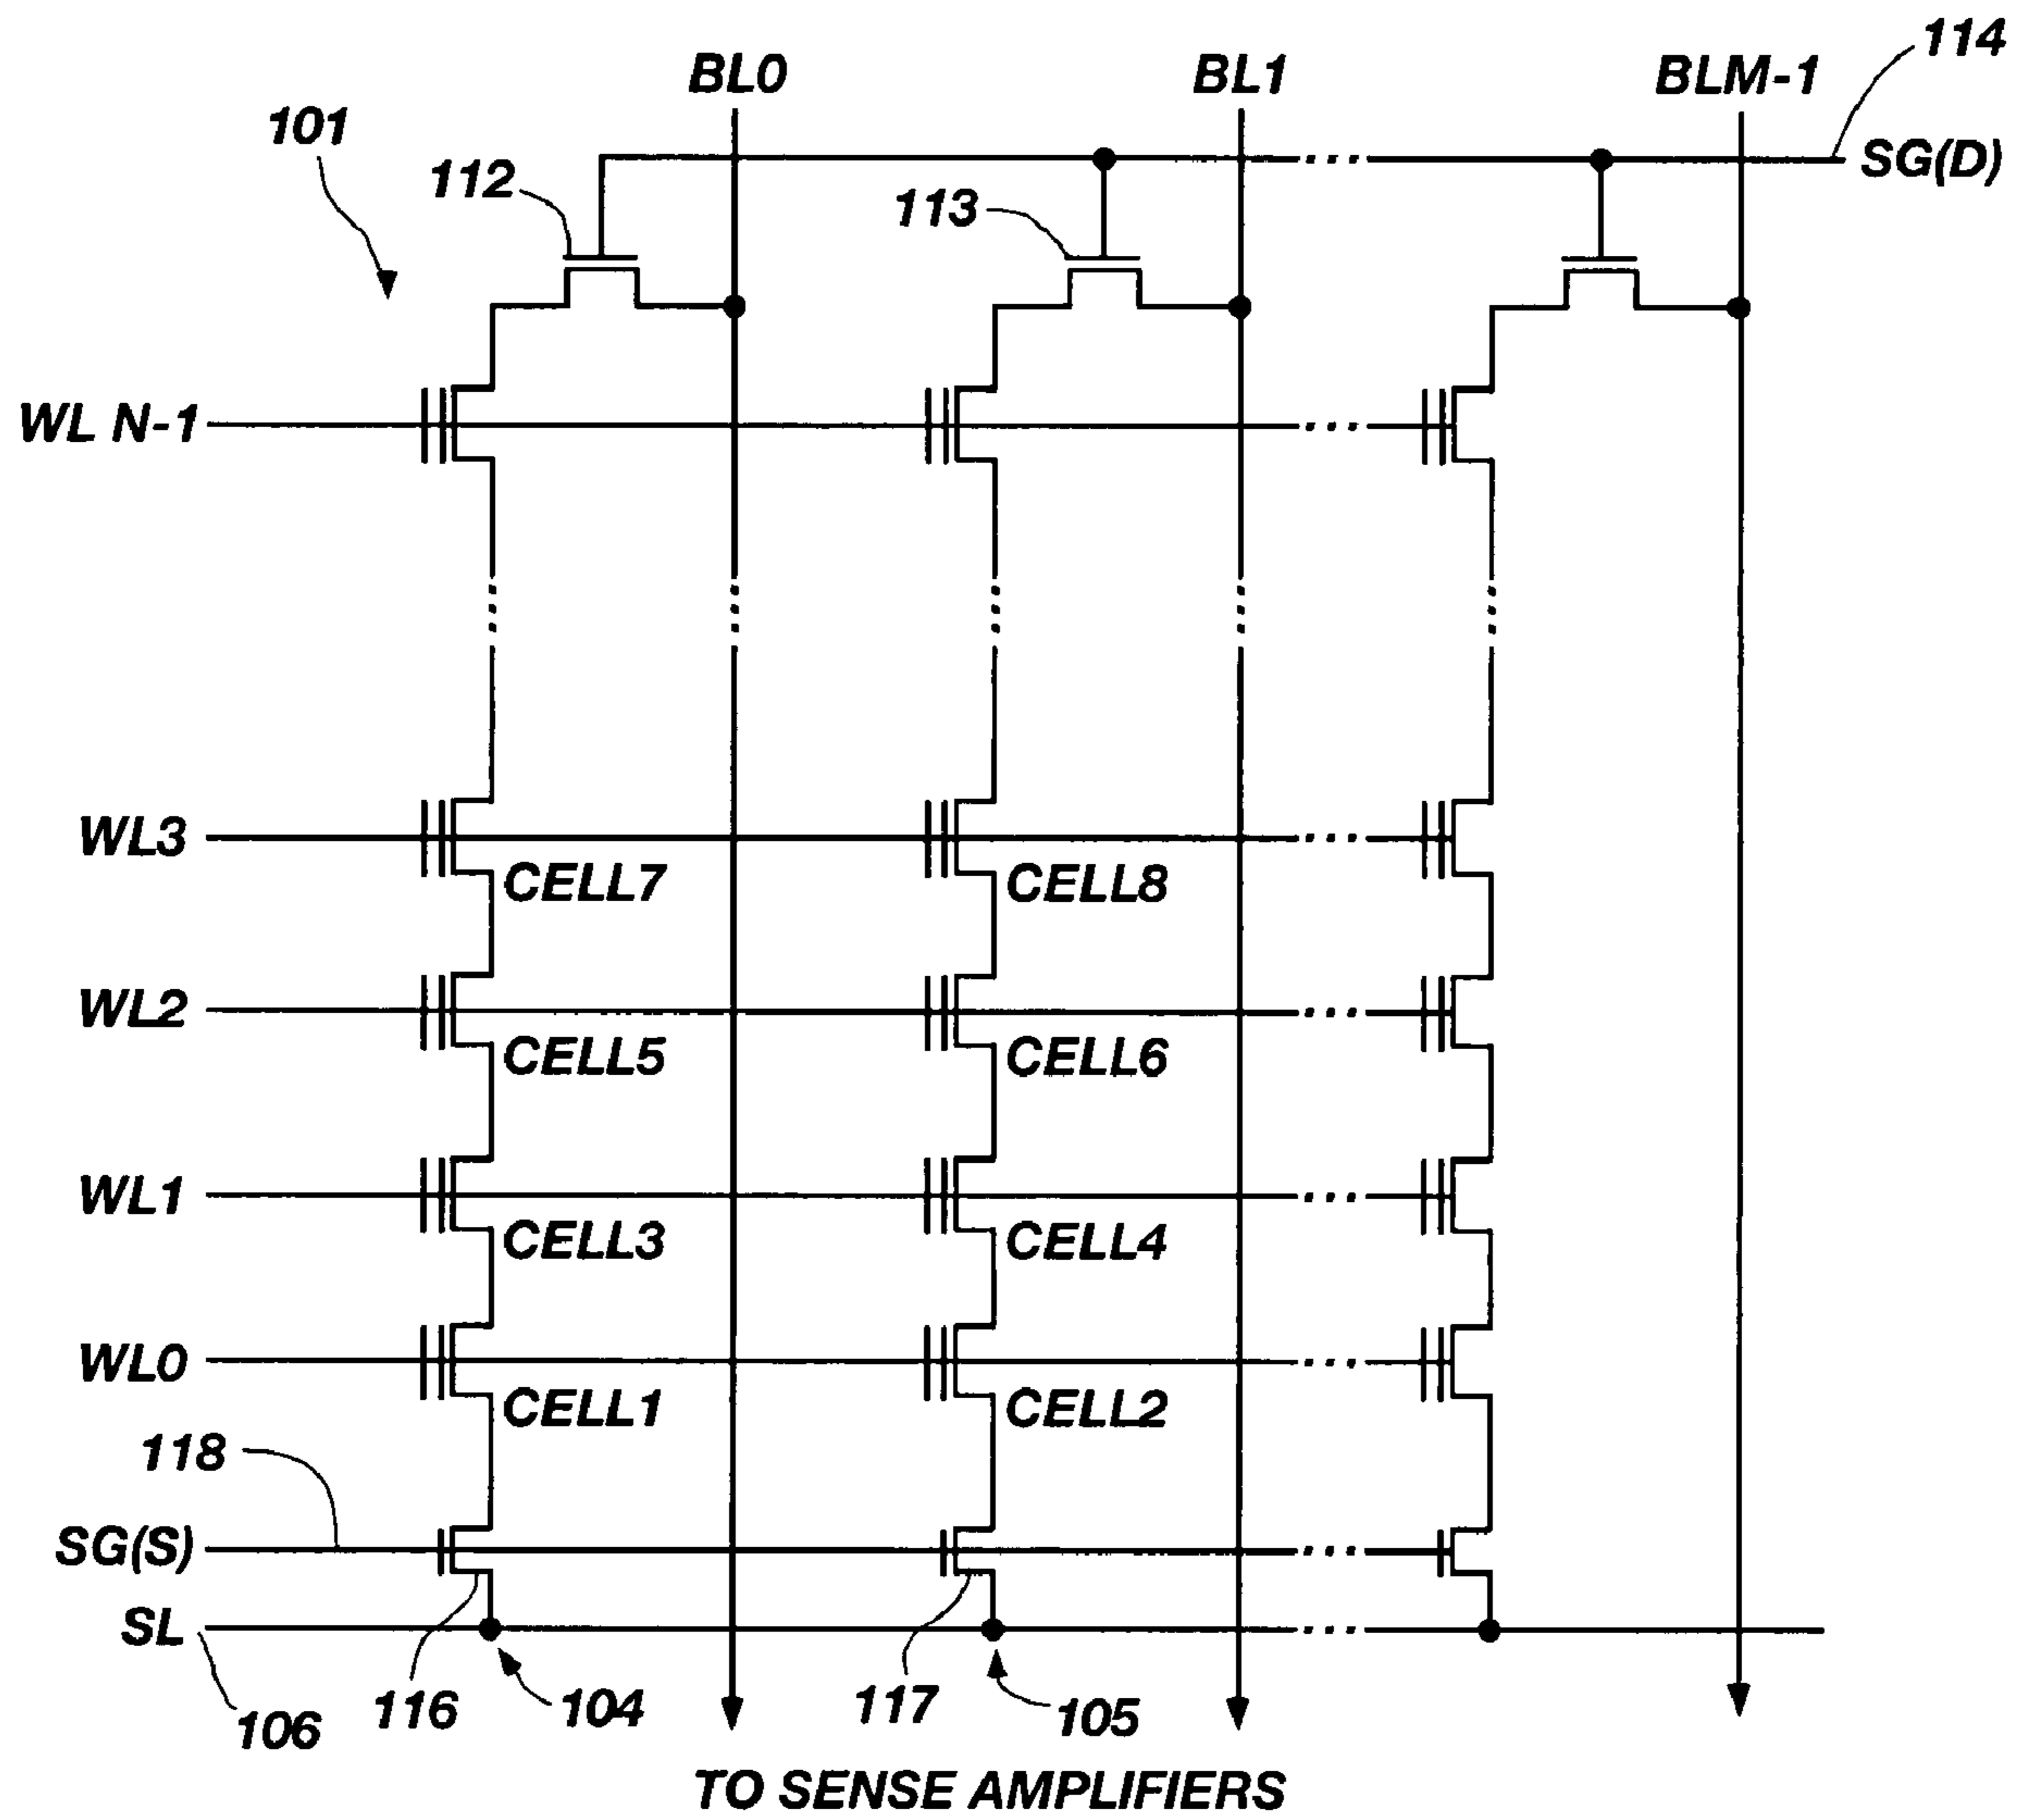 114
BL0 BL1 BLM-1
101
SG(D)
112
113
WL N-1
WL3
CELL7 CELL8
WL2
CELL5 CELL6
WL1
CELL3 CELL4
WL0
CELL1 CELL2
118
SG(S)
SL
106 116 104 117 105
TO SENSE AMPLIFIERS